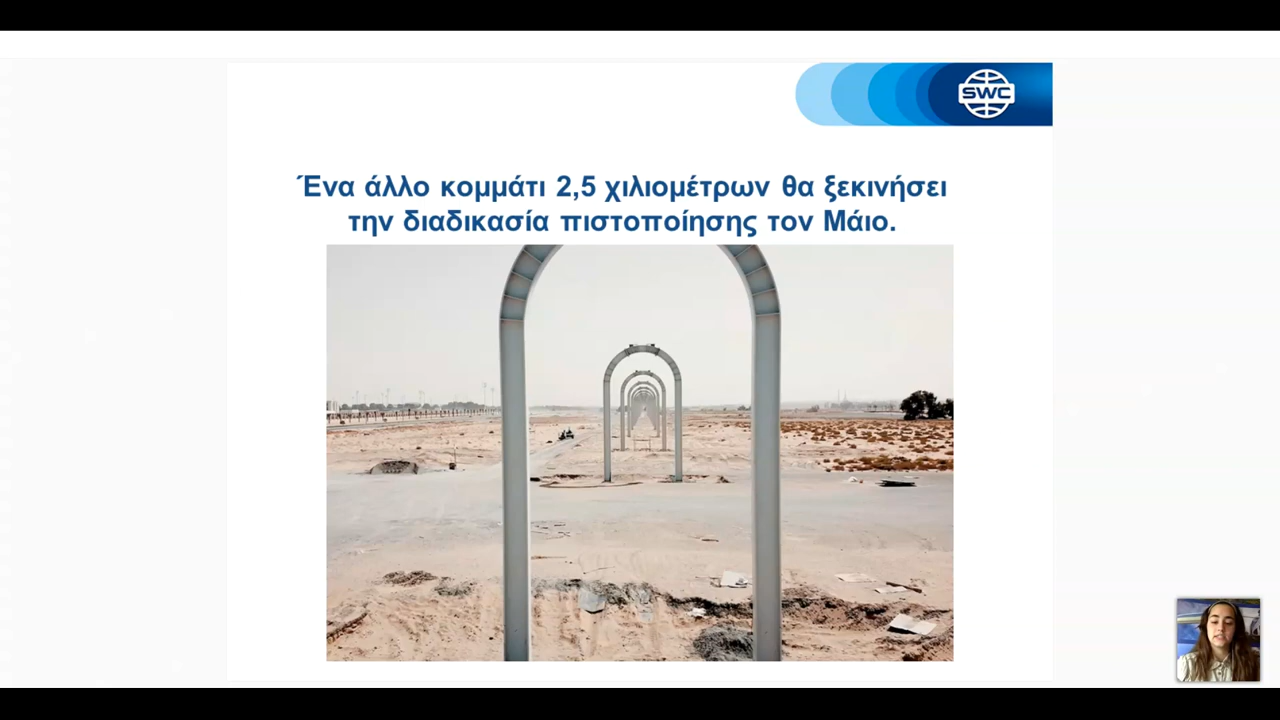 SWC
Ένα άλλο κομμάτι 2,5 χιλιομέτρων θα ξεκινήσει
την διαδικασία πιστοποίησης τον Μάιο.